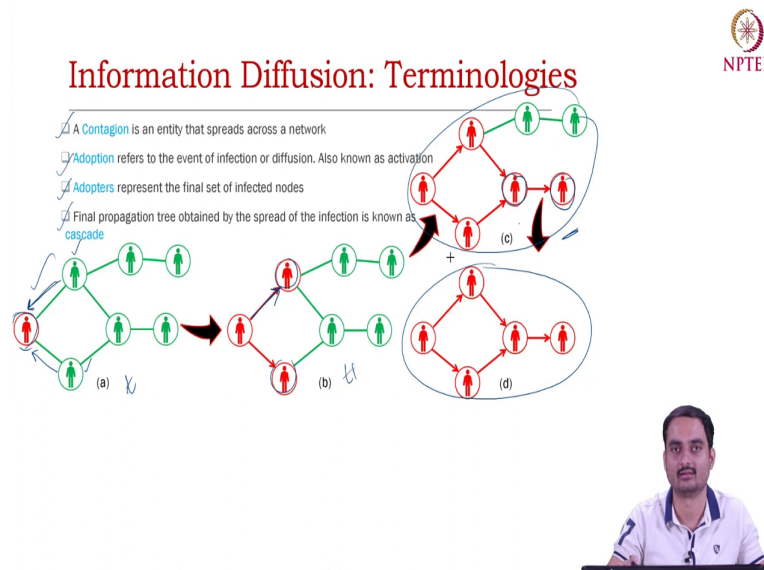 Information Diffusion: Terminologies
NPTE
A Contagion is an entity that spreads across a network
Adoption refers to the event of infection or diffusion. Also known as activation
Adopters represent the final set of infected nodes
Final propagation tree obtained by the spread of the infection is known as
cascade
(c)
(a)
(b)
(d)